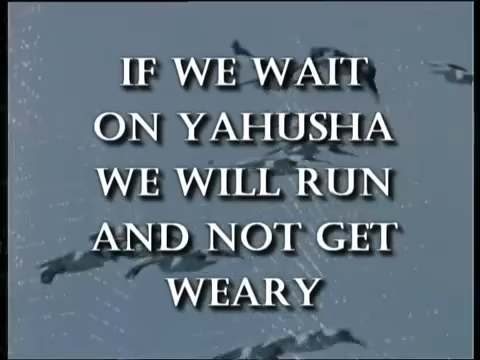 IF WE WAIT
ON YAHUSHA
WE WILL RUN
AND NOT GET
WEARY